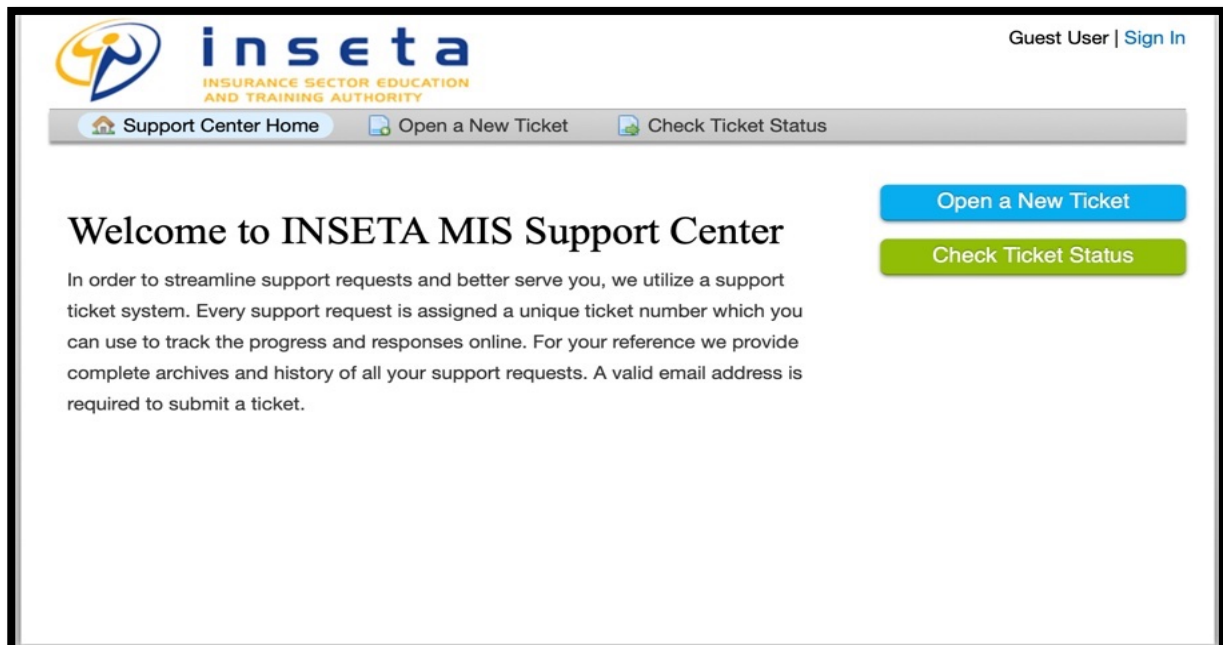 inseta
INSURANCE SECTOR EDUCATION
AND TRAINING AUTHORITY
Guest User | Sign In
Support Center Home Open a New Ticket Check Ticket Status
Open a New Ticket
Check Ticket Status
Welcome to INSETA MIS Support Center
In order to streamline support requests and better serve you, we utilize a support
ticket system. Every support request is assigned a unique ticket number which you
can use to track the progress and responses online. For your reference we provide
complete archives and history of all your support requests. A valid email address is
required to submit a ticket.